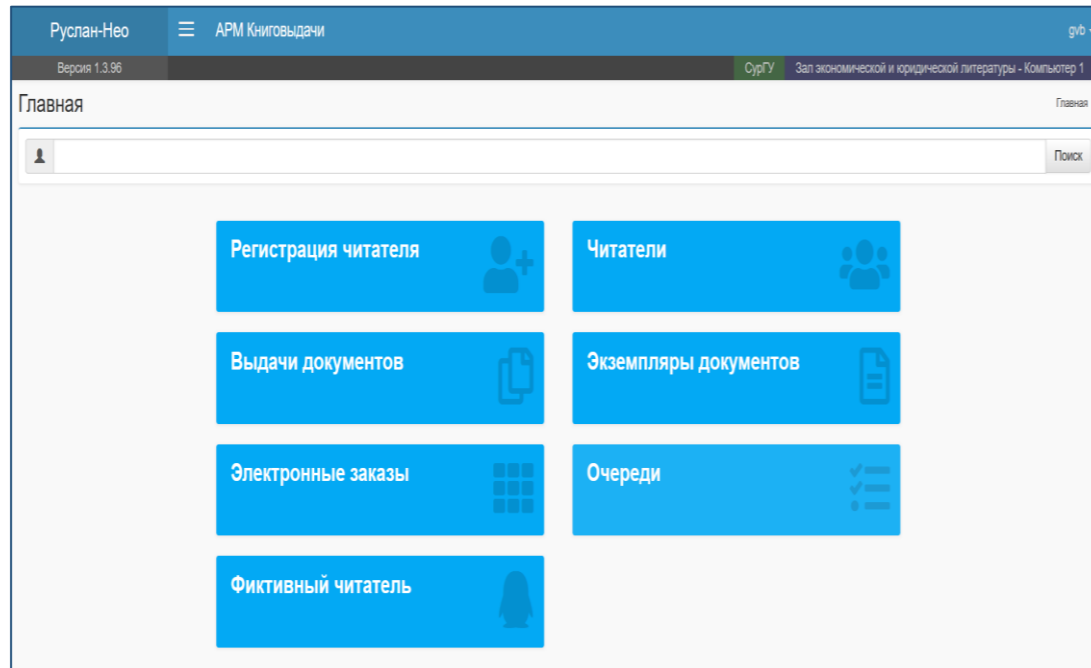 Руслан-Нео АРМ Книговыдачи gvb
Версия 1.3.96 СурГУ Зал экономической и юридической литературы - Компьютер 1
Главная Главная
Поиск
Регистрация читателя Читатели
Выдачи документов Экземпляры документов
Электронные заказы Очереди
Фиктивный читатель